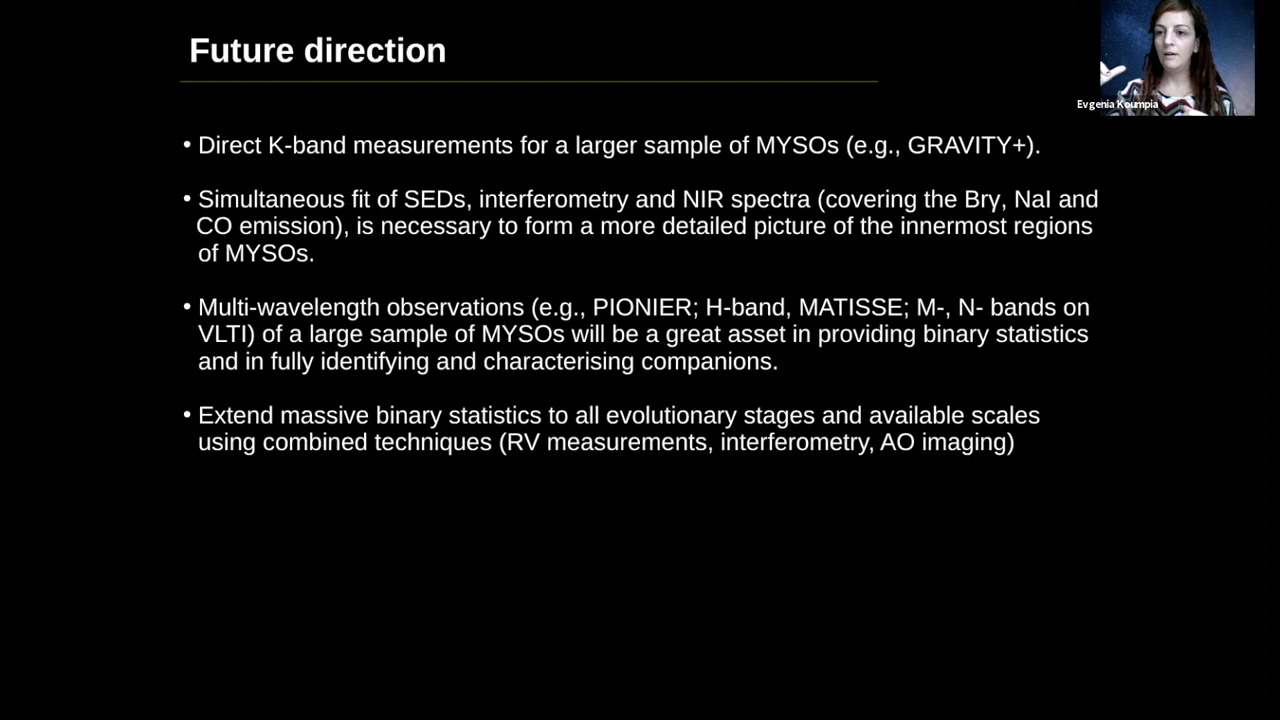 Future direction
Evgenia Koumpia
• Direct K-band measurements for a larger sample of MYSOs (e.g., GRAVITY+).
• Simultaneous fit of SEDs, interferometry and NIR spectra (covering the Brγ, NaI and
CO emission), is necessary to form a more detailed picture of the innermost regions
of MYSOs.
• Multi-wavelength observations (e.g., PIONIER; H-band, MATISSE; M-, N- bands on
VLTI) of a large sample of MYSOs will be a great asset in providing binary statistics
and in fully identifying and characterising companions.
• Extend massive binary statistics to all evolutionary stages and available scales
using combined techniques (RV measurements, interferometry, AO imaging)